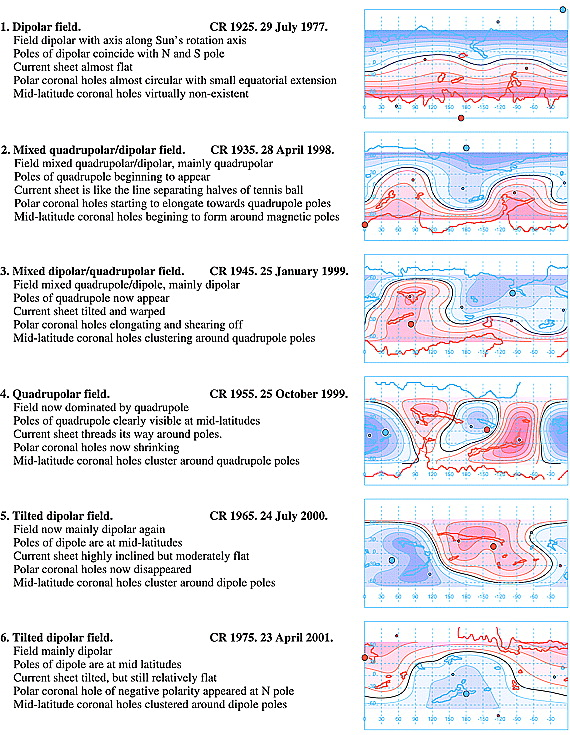 1. Dipolar field. CR 1925. 29 July 1977.
Field dipolar with axis along Sun's rotation axis
Poles of dipolar coincide with N and S pole
Current sheet almost flat
Polar coronal holes almost circular with small equatorial extension
Mid-latitude coronal holes virtually non-existent
2. Mixed quadrupolar/dipolar field. CR 1935. 28 April 1998.
Field mixed quadrupolar/dipolar, mainly quadrupolar
Poles of quadrupole beginning to appear
Current sheet is like the line separating halves of tennis ball
Polar coronal holes starting to elongate towards quadrupole poles
Mid-latitude coronal holes begining to form around magnetic poles
3. Mixed dipolar/quadrupolar field. CR 1945. 25 January 1999.
Field mixed quadrupole/dipole, mainly dipolar
Poles of quadrupole now appear
Current sheet tilted and warped
Polar coronal holes elongating and shearing off
Mid-latitude coronal holes clustering around quadrupole poles
4. Quadrupolar field. CR 1955. 25 October 1999.
Field now dominated by quadrupole
Poles of quadrupole clearly visible at mid-latitudes
Current sheet threads its way around poles.
Polar coronal holes now shrinking
Mid-latitude coronal holes cluster around quadrupole poles
5. Tilted dipolar field. CR 1965. 24 July 2000.
Field now mainly dipolar again
Poles of dipole are at mid-latitudes
Current sheet highly inclined but moderately flat
Polar coronal holes now disappeared
Mid-latitude coronal holes cluster around dipole poles
6. Tilted dipolar field. CR 1975. 23 April 2001.
Field mainly dipolar
Poles of dipole are at mid latitudes
Current sheet tilted, but still relatively flat
Polar coronal hole of negative polarity appeared at N pole
Mid-latitude coronal holes clustered around dipole poles